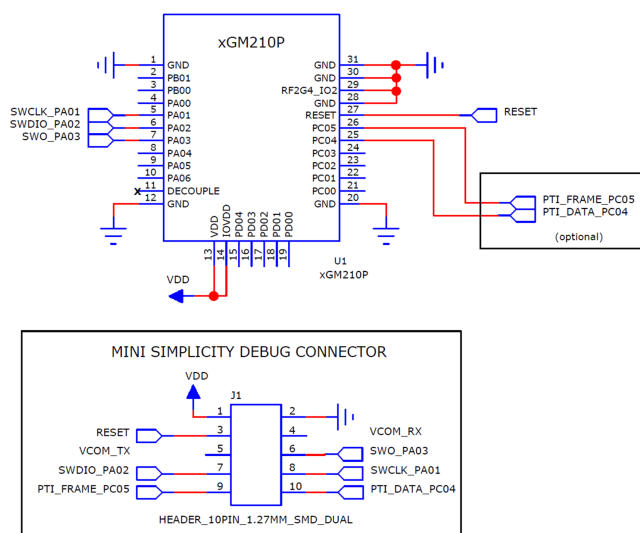 xGM210P
1 GND
2 PB01
3 PB00
4 PA00
5 PA01
6 PA02
7 PA03
8 PA04
9 PA05
10 PA06
x 11 DECOUPLE
12 GND
GND 31
GND 30
RF2G4_IO2 29
GND 28
RESET 27
PC05 26
PC04 25
PC03 24
PC02 23
PC01 22
PC00 21
GND 20
VDD 13
IOVDD 14
PD04 15
PD03 16
PD02 17
PD01 18
PD00 19
SWCLK_PA01
SWDIO_PA02
SWO_PA03
RESET
PTI_FRAME_PC05
PTI_DATA_PC04
(optional)
U1
xGM210P
VDD
MINI SIMPLICITY DEBUG CONNECTOR
VDD
J1
1 2
RESET 3 4 VCOM_RX
VCOM_TX 5 6 SWO_PA03
SWDIO_PA02 7 8 SWCLK_PA01
PTI_FRAME_PC05 9 10 PTI_DATA_PC04
HEADER_10PIN_1.27MM_SMD_DUAL